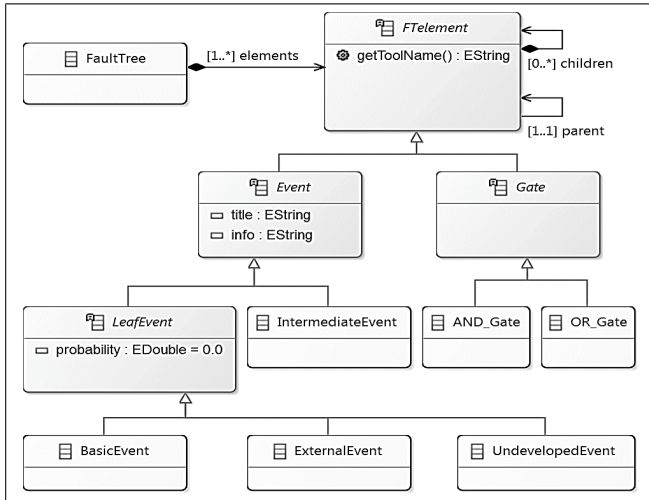 FTelement
FaultTree
[1..*] elements
getToolName() : EString
[0..*] children
[1..1] parent
Event
Gate
title : EString
info : EString
LeafEvent
IntermediateEvent
AND_Gate
OR_Gate
probability : EDouble = 0.0
BasicEvent
ExternalEvent
UndevelopedEvent